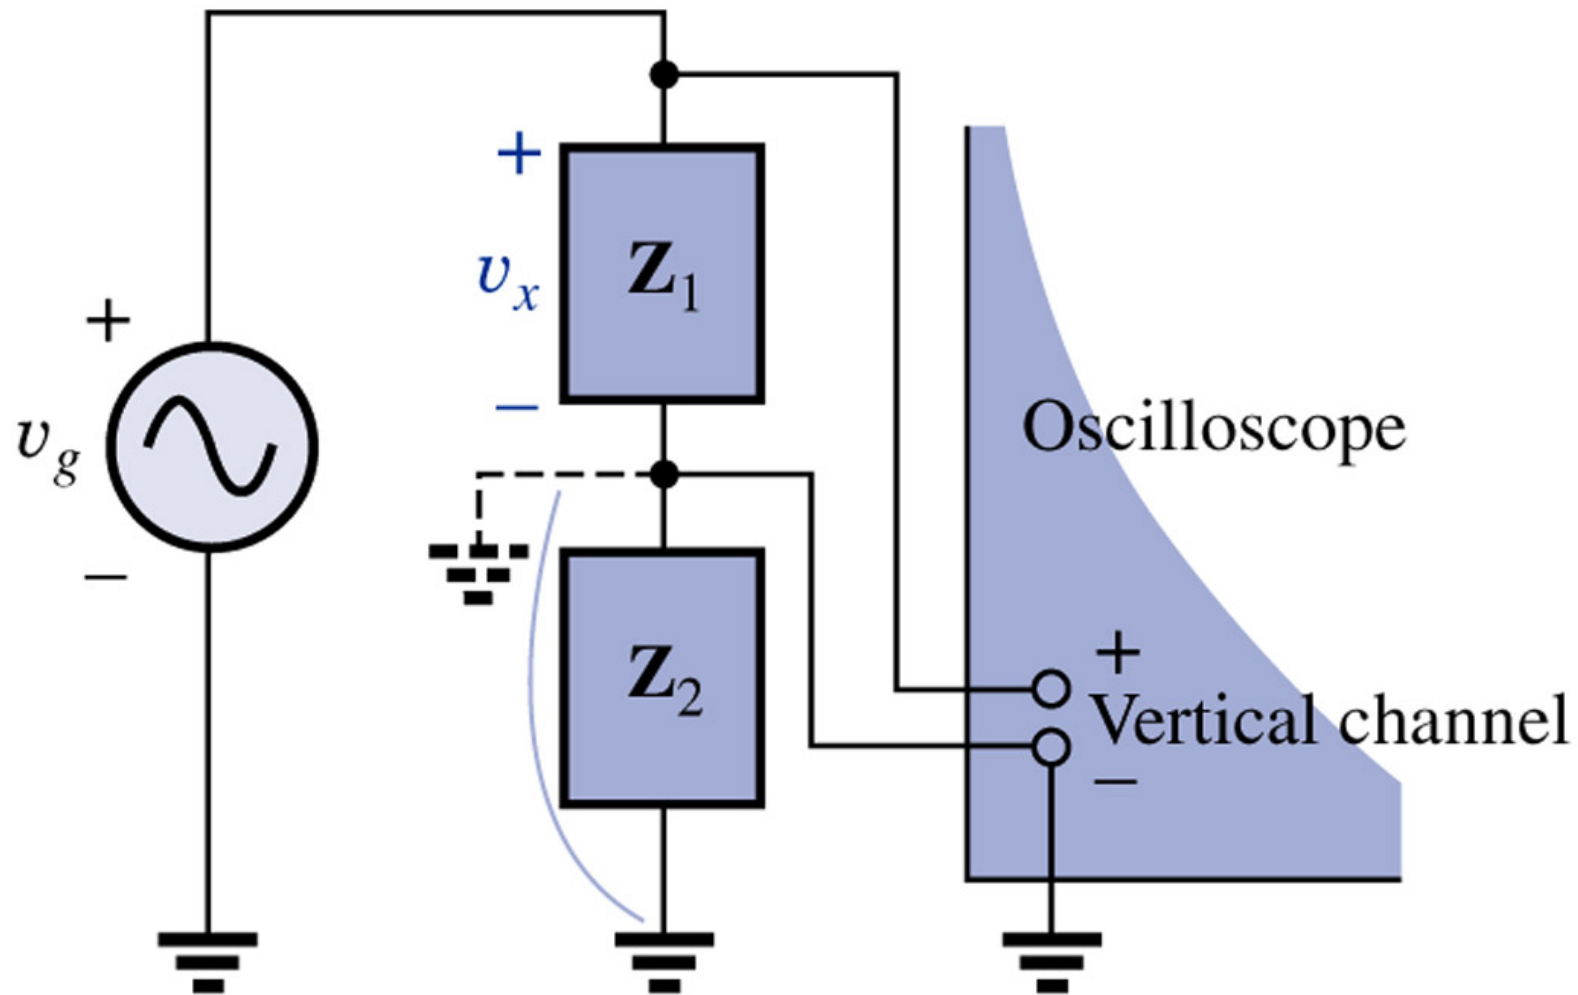 +
v_x
−
Z_1
+
v_g
−
Oscilloscope
Z_2
+
Vertical channel
−